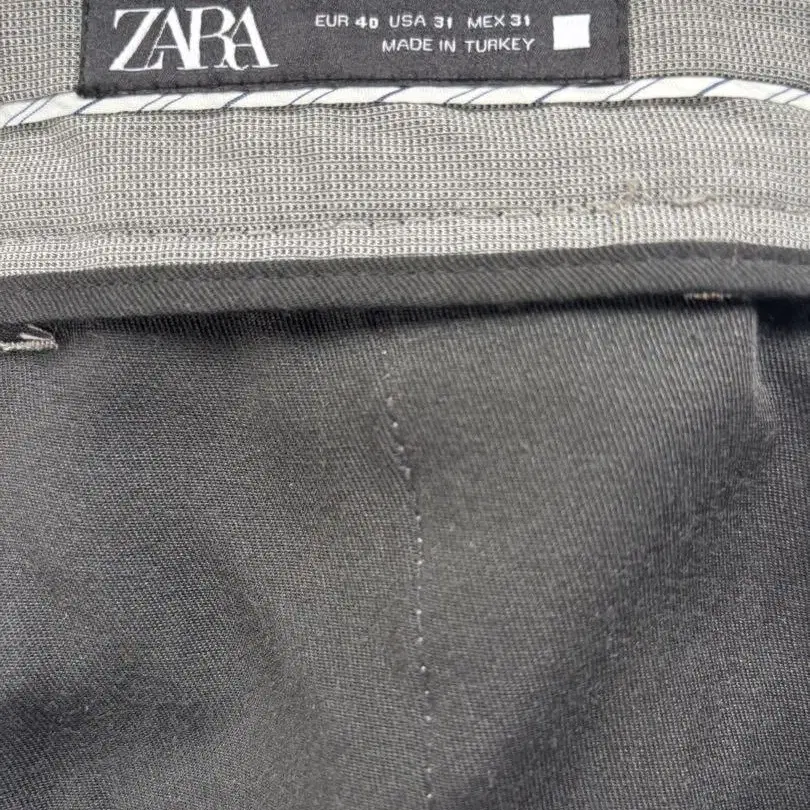 ZARA
EUR 40 USA 31 MEX 31
MADE IN TURKEY